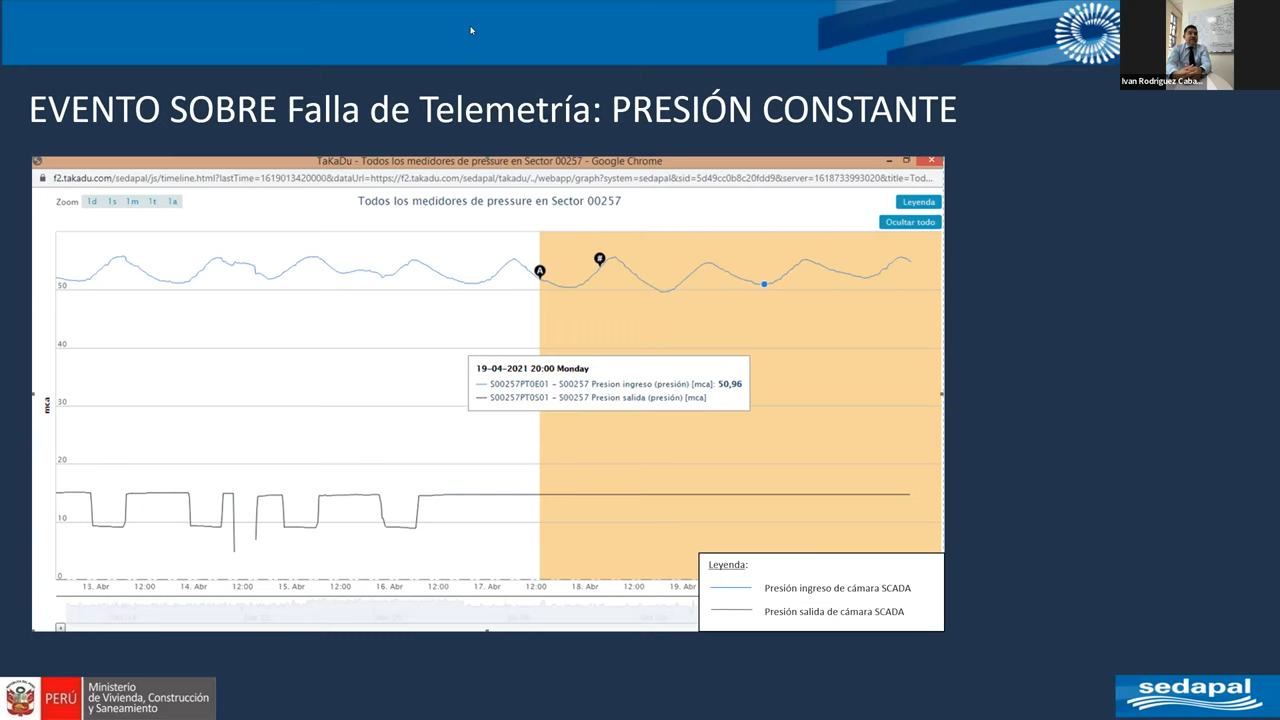 Ivan Rodriguez Caba...
EVENTO SOBRE Falla de Telemetría: PRESIÓN CONSTANTE
TaKaDu - Todos los medidores de pressure en Sector 00257 - Google Chrome
f2.takadu.com/sedapal/js/timeline.html?lastTime=1619013420000&dataUrl=https://f2.takadu.com/sedapal/takadu/../webapp/graph?system=sedapal&sid=5d49cc0b8c20fdd9&server=1618733993020&title=Tod...
Zoom 1d 1s 1m 1t 1a
Todos los medidores de pressure en Sector 00257
Leyenda
Ocultar todo
A
#
50
40
30
20
10
0
mca
19-04-2021 20:00 Monday
S00257PT0E01 - S00257 Presion ingreso (presión) [mca]: 50,96
S00257PT0S01 - S00257 Presion salida (presión) [mca]
13. Abr 12:00 14. Abr 12:00 15. Abr 12:00 16. Abr 12:00 17. Abr 12:00 18. Abr 12:00 19. Abr
Leyenda:
Presión ingreso de cámara SCADA
Presión salida de cámara SCADA
PERÚ
Ministerio
de Vivienda, Construcción
y Saneamiento
sedapal